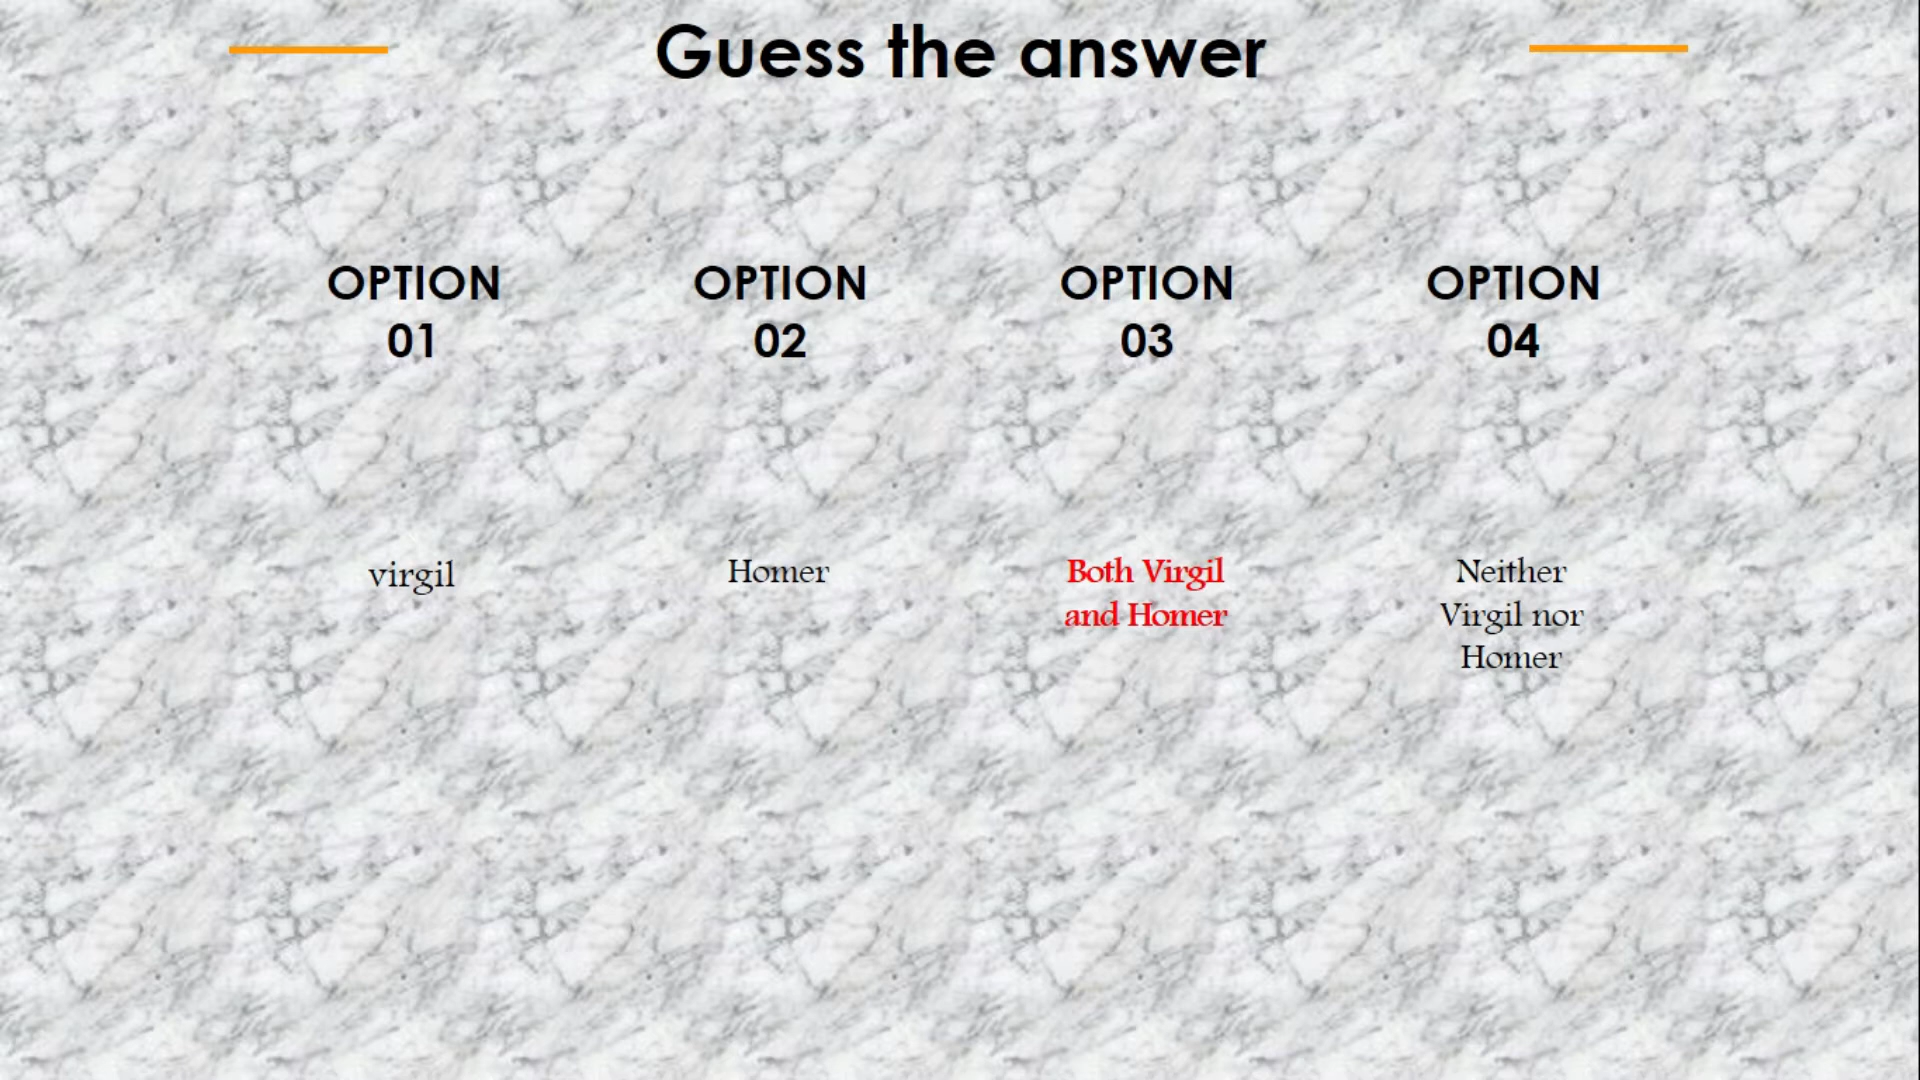 Guess the answer
OPTION
01
OPTION
02
OPTION
03
OPTION
04
virgil
Homer
Both Virgil
and Homer
Neither
Virgil nor
Homer